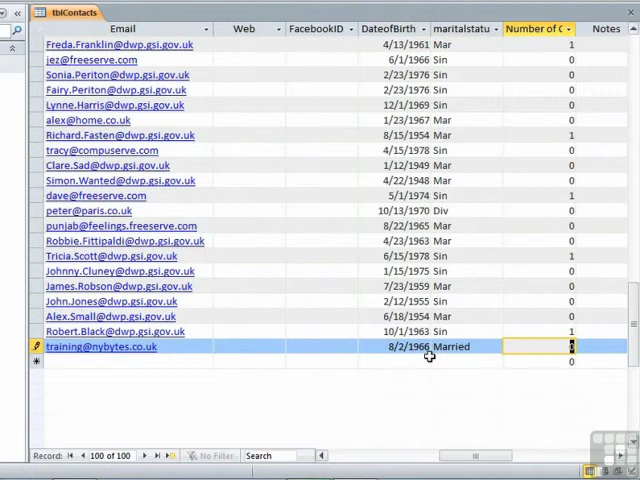 tblContacts
Email Web FacebookID DateofBirth maritalstatu Number of C Notes
Freda.Franklin@dwp.gsi.gov.uk 4/13/1961 Mar 1
jez@freeserve.com 6/1/1966 Sin 0
Sonia.Periton@dwp.gsi.gov.uk 2/23/1976 Sin 0
Fairy.Periton@dwp.gsi.gov.uk 2/23/1976 Sin 0
Lynne.Harris@dwp.gsi.gov.uk 12/1/1969 Sin 0
alex@home.co.uk 1/23/1967 Mar 0
Richard.Fasten@dwp.gsi.gov.uk 8/15/1954 Mar 1
tracy@compuserve.com 4/15/1978 Sin 0
Clare.Sad@dwp.gsi.gov.uk 1/12/1949 Mar 0
Simon.Wanted@dwp.gsi.gov.uk 4/22/1948 Mar 0
dave@freeserve.com 5/1/1974 Sin 1
peter@paris.co.uk 10/13/1970 Div 0
punjab@feelings.freeserve.com 8/22/1965 Mar 0
Robbie.Fittipaldi@dwp.gsi.gov.uk 4/23/1963 Mar 0
Tricia.Scott@dwp.gsi.gov.uk 6/15/1978 Sin 1
Johnny.Cluney@dwp.gsi.gov.uk 1/15/1975 Sin 0
James.Robson@dwp.gsi.gov.uk 7/23/1959 Mar 0
John.Jones@dwp.gsi.gov.uk 2/12/1955 Sin 0
Alex.Small@dwp.gsi.gov.uk 6/18/1954 Mar 0
Robert.Black@dwp.gsi.gov.uk 10/1/1963 Sin 1
training@nybytes.co.uk 8/2/1966 Married 0
0
Record: 100 of 100 No Filter Search